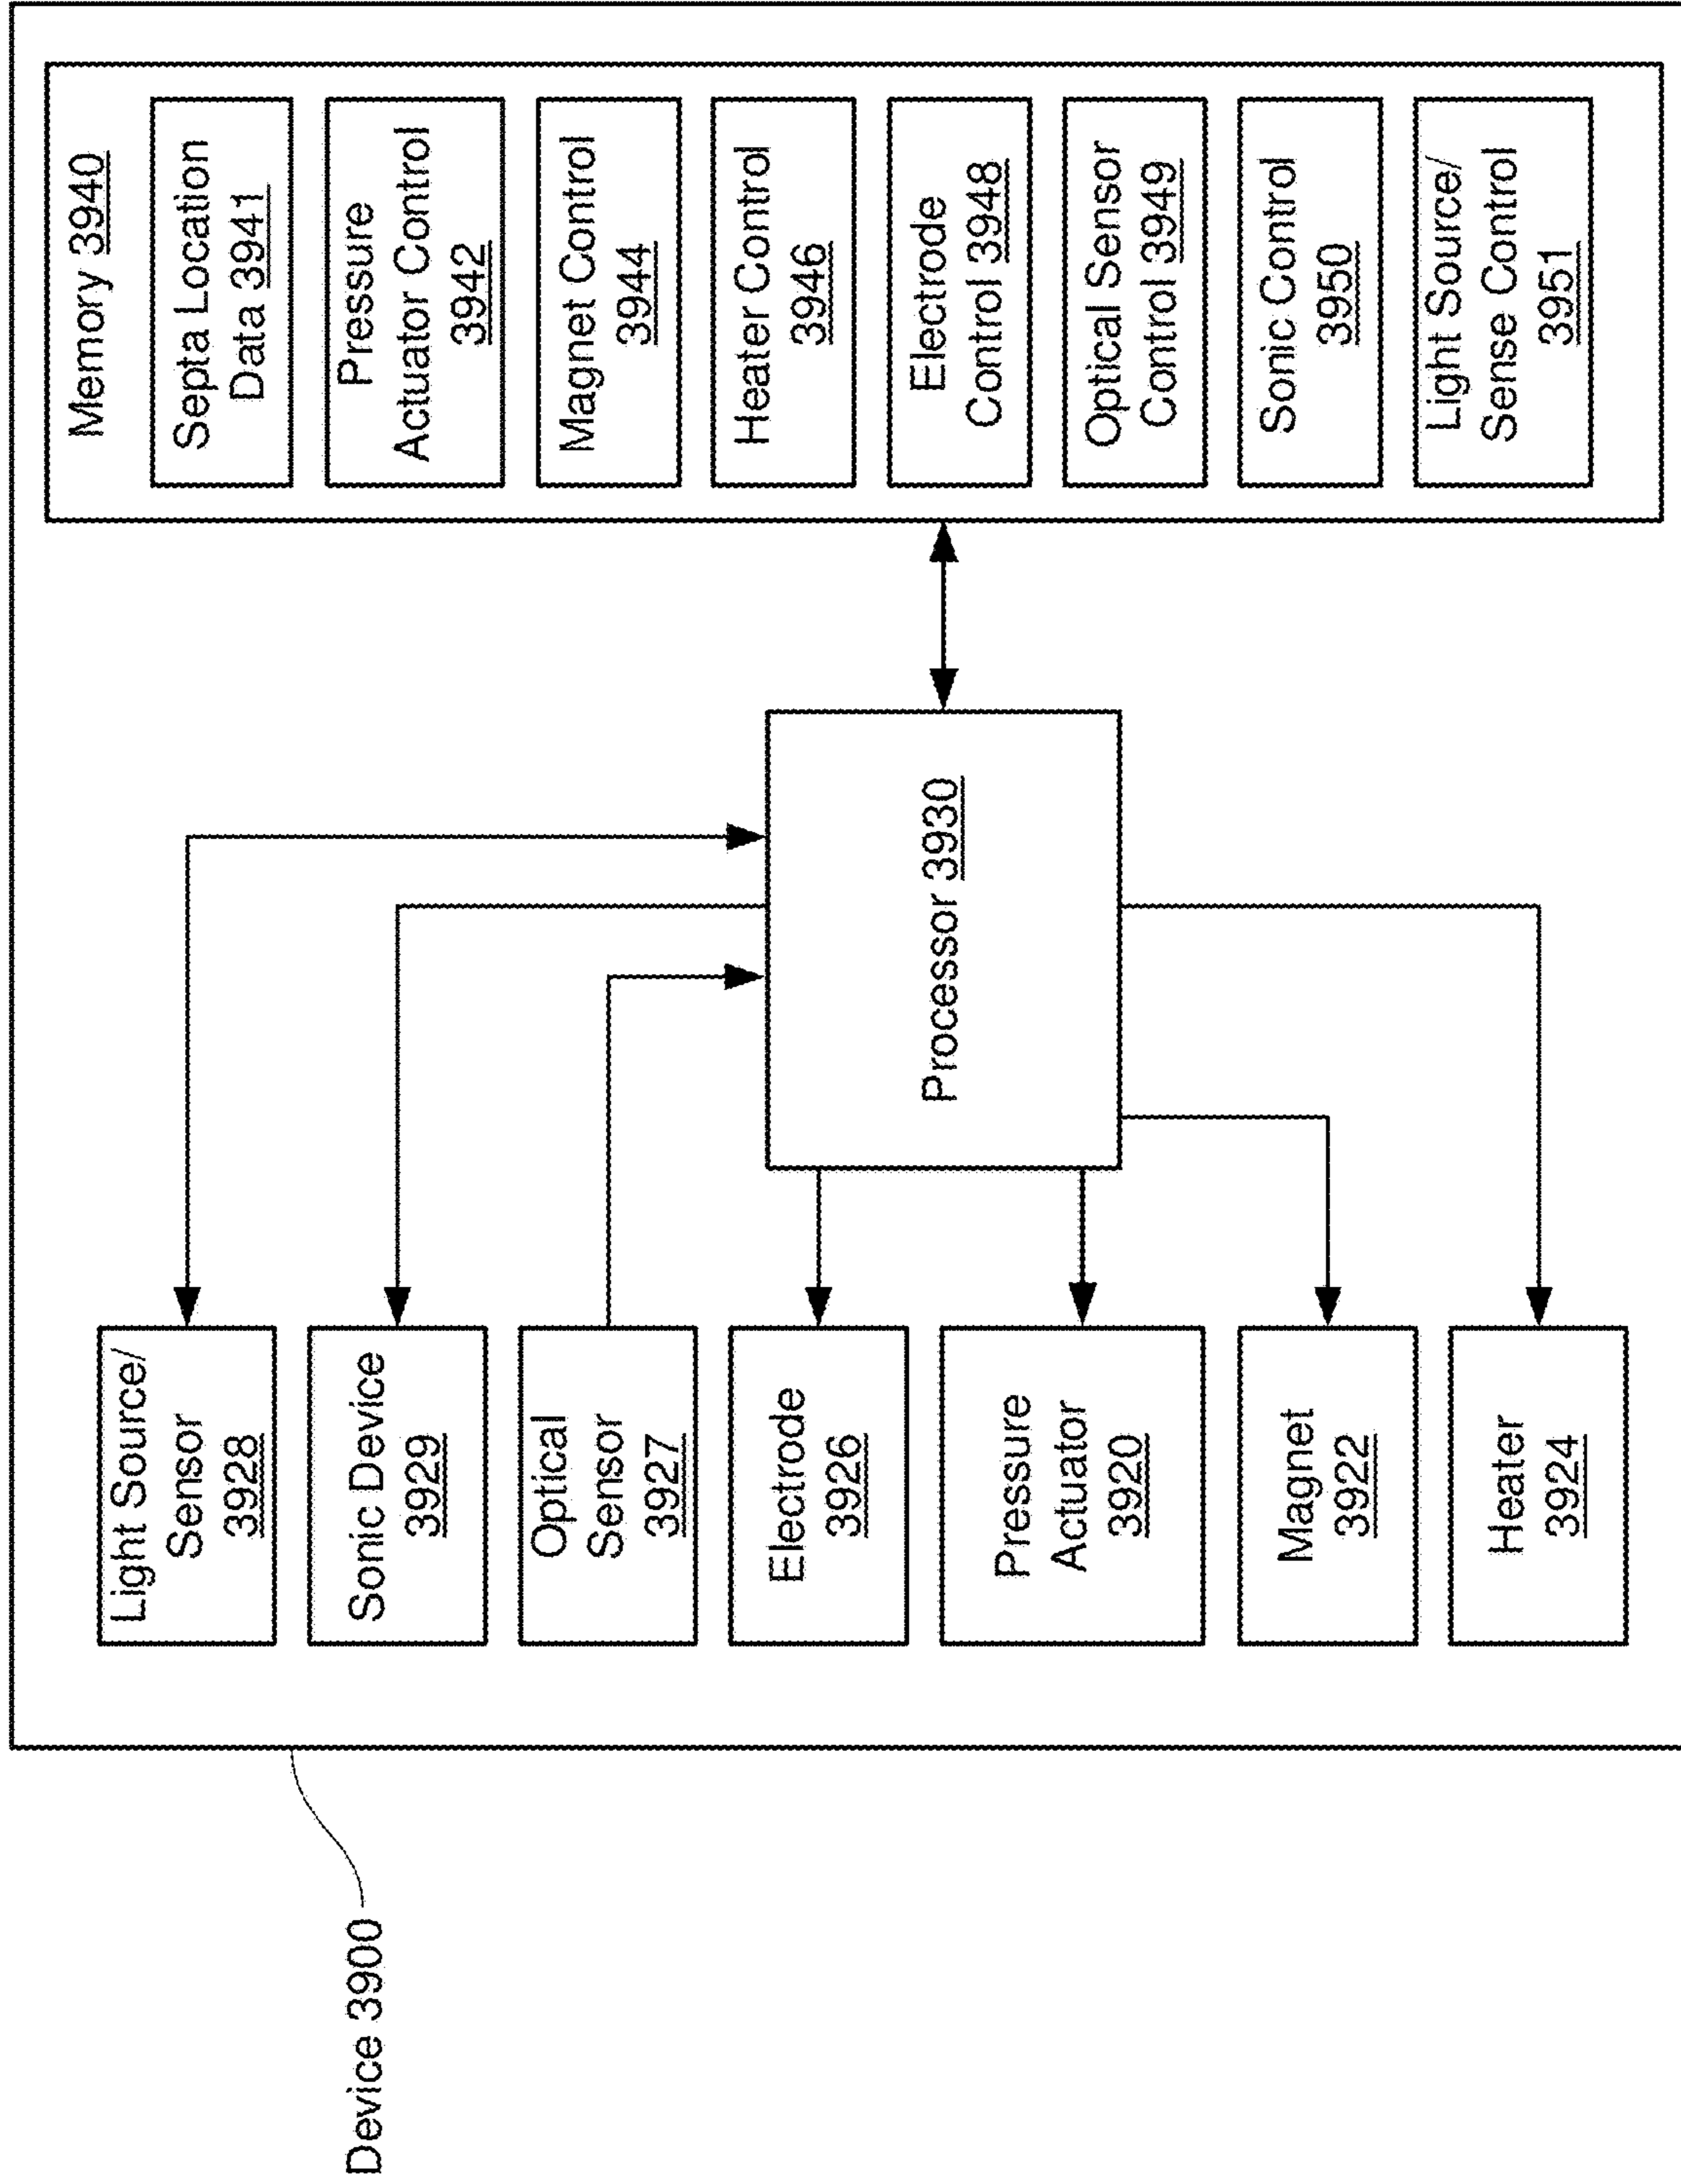 Device 3900
Light Source/
Sensor
3928
Sonic Device
3929
Optical
Sensor
3927
Electrode
3926
Pressure
Actuator
3920
Magnet
3922
Heater
3924
Processor 3930
Memory 3940
Septa Location
Data 3941
Pressure
Actuator Control
3942
Magnet Control
3944
Heater Control
3946
Electrode
Control 3948
Optical Sensor
Control 3949
Sonic Control
3950
Light Source/
Sense Control
3951